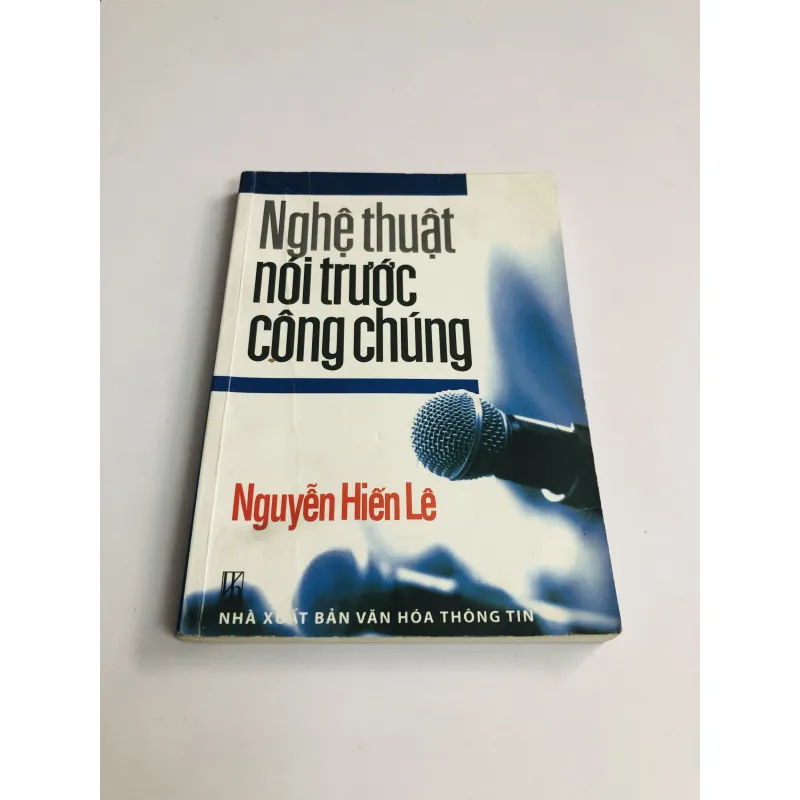 Nghệ thuật
nói trước
công chúng
Nguyễn Hiến Lê
NHÀ XUẤT BẢN VĂN HÓA THÔNG TIN